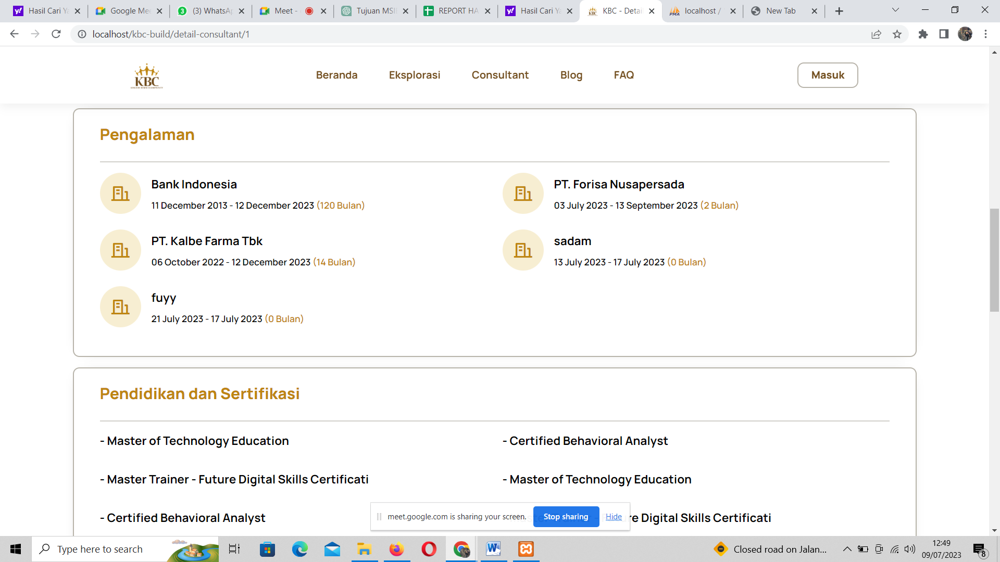 Hasil Cari Ya
Google Me
(3) WhatsA
Meet -
Tujuan MSI
REPORT HA
Hasil Cari Ya
KBC - Detai
localhost /
New Tab
localhost/kbc-build/detail-consultant/1
KBC
Beranda
Eksplorasi
Consultant
Blog
FAQ
Masuk
Pengalaman
Bank Indonesia
11 December 2013 - 12 December 2023 (120 Bulan)
PT. Forisa Nusapersada
03 July 2023 - 13 September 2023 (2 Bulan)
PT. Kalbe Farma Tbk
06 October 2022 - 12 December 2023 (14 Bulan)
sadam
13 July 2023 - 17 July 2023 (0 Bulan)
fuyy
21 July 2023 - 17 July 2023 (0 Bulan)
Pendidikan dan Sertifikasi
- Master of Technology Education
- Certified Behavioral Analyst
- Master Trainer - Future Digital Skills Certificati
- Master of Technology Education
- Certified Behavioral Analyst
re Digital Skills Certificati
meet.google.com is sharing your screen.
Stop sharing
Hide
Type here to search
Closed road on Jalan...
12:49
09/07/2023
8